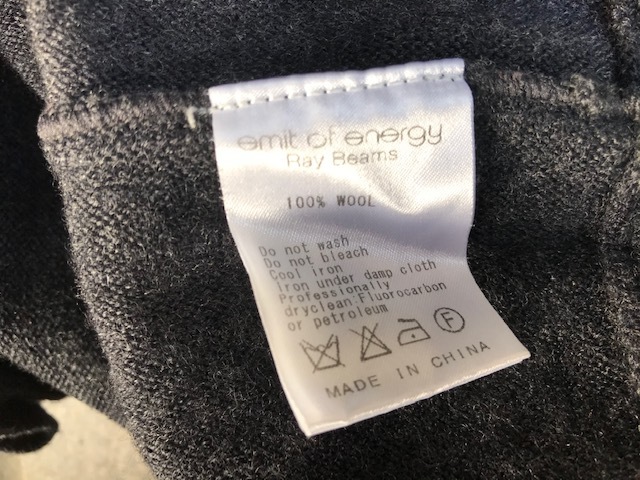 emit of energy
Ray Beams
100% WOOL
Do not wash
Do not bleach
Cool iron
Iron under damp cloth
Professionally
dryclean:Fluorocarbon
or petroleum
F
MADE IN CHINA